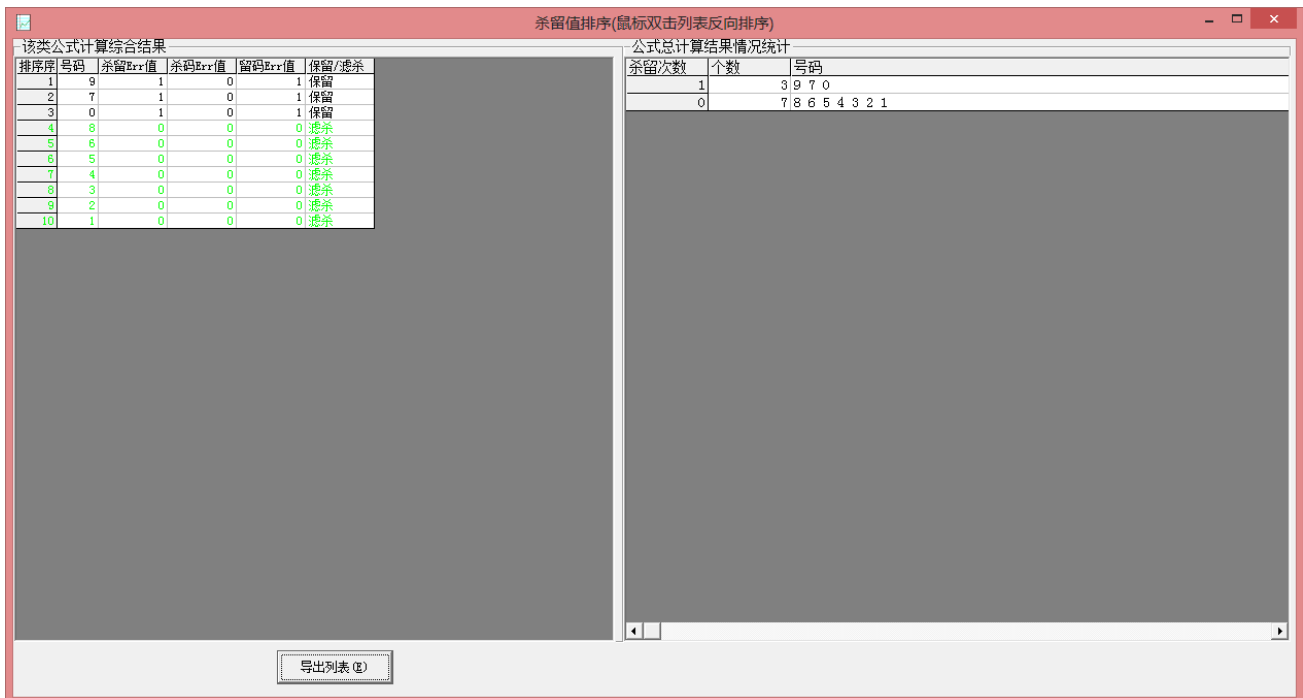 杀留值排序(鼠标双击列表反向排序)
该类公式计算综合结果
排序序 号码 杀留Err值 杀码Err值 留码Err值 保留/滤杀
1 9 1 0 1 保留
2 7 1 0 1 保留
3 0 1 0 1 保留
4 8 0 0 0 滤杀
5 6 0 0 0 滤杀
6 5 0 0 0 滤杀
7 4 0 0 0 滤杀
8 3 0 0 0 滤杀
9 2 0 0 0 滤杀
10 1 0 0 0 滤杀
公式总计算结果情况统计
杀留次数 个数 号码
1 3 9 7 0
0 7 8 6 5 4 3 2 1
导出列表(E)